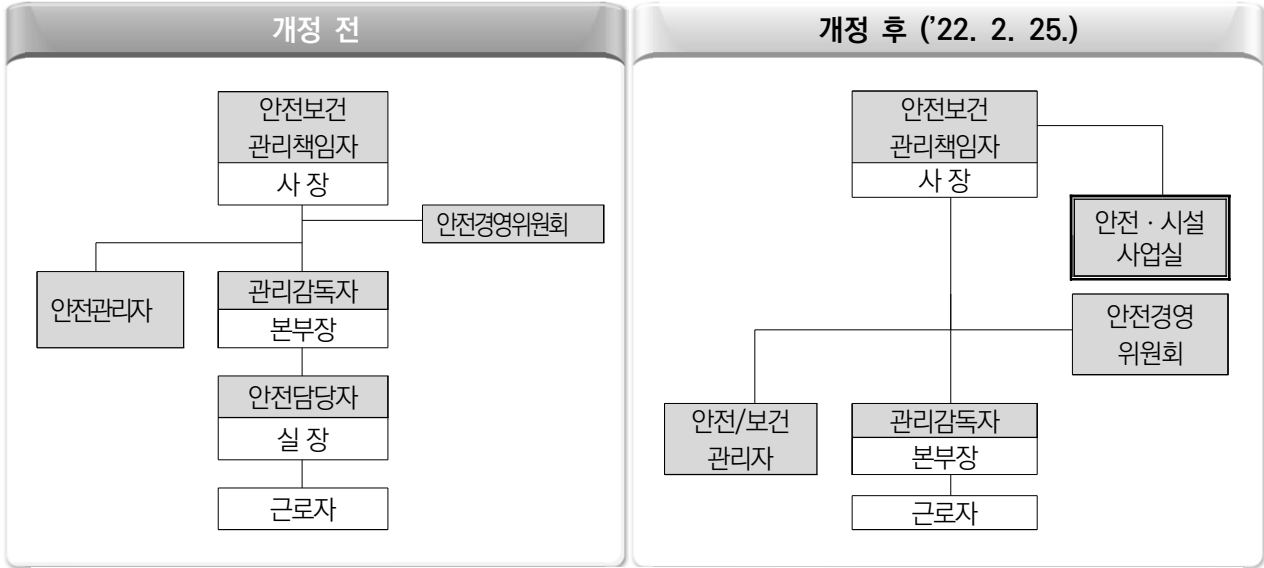 개정 전
안전보건
관리책임자
사 장
안전경영위원회
안전관리자
관리감독자
본부장
안전담당자
실 장
근로자
개정 후 ('22. 2. 25.)
안전보건
관리책임자
사 장
안전 · 시설
사업실
안전경영
위원회
안전/보건
관리자
관리감독자
본부장
근로자